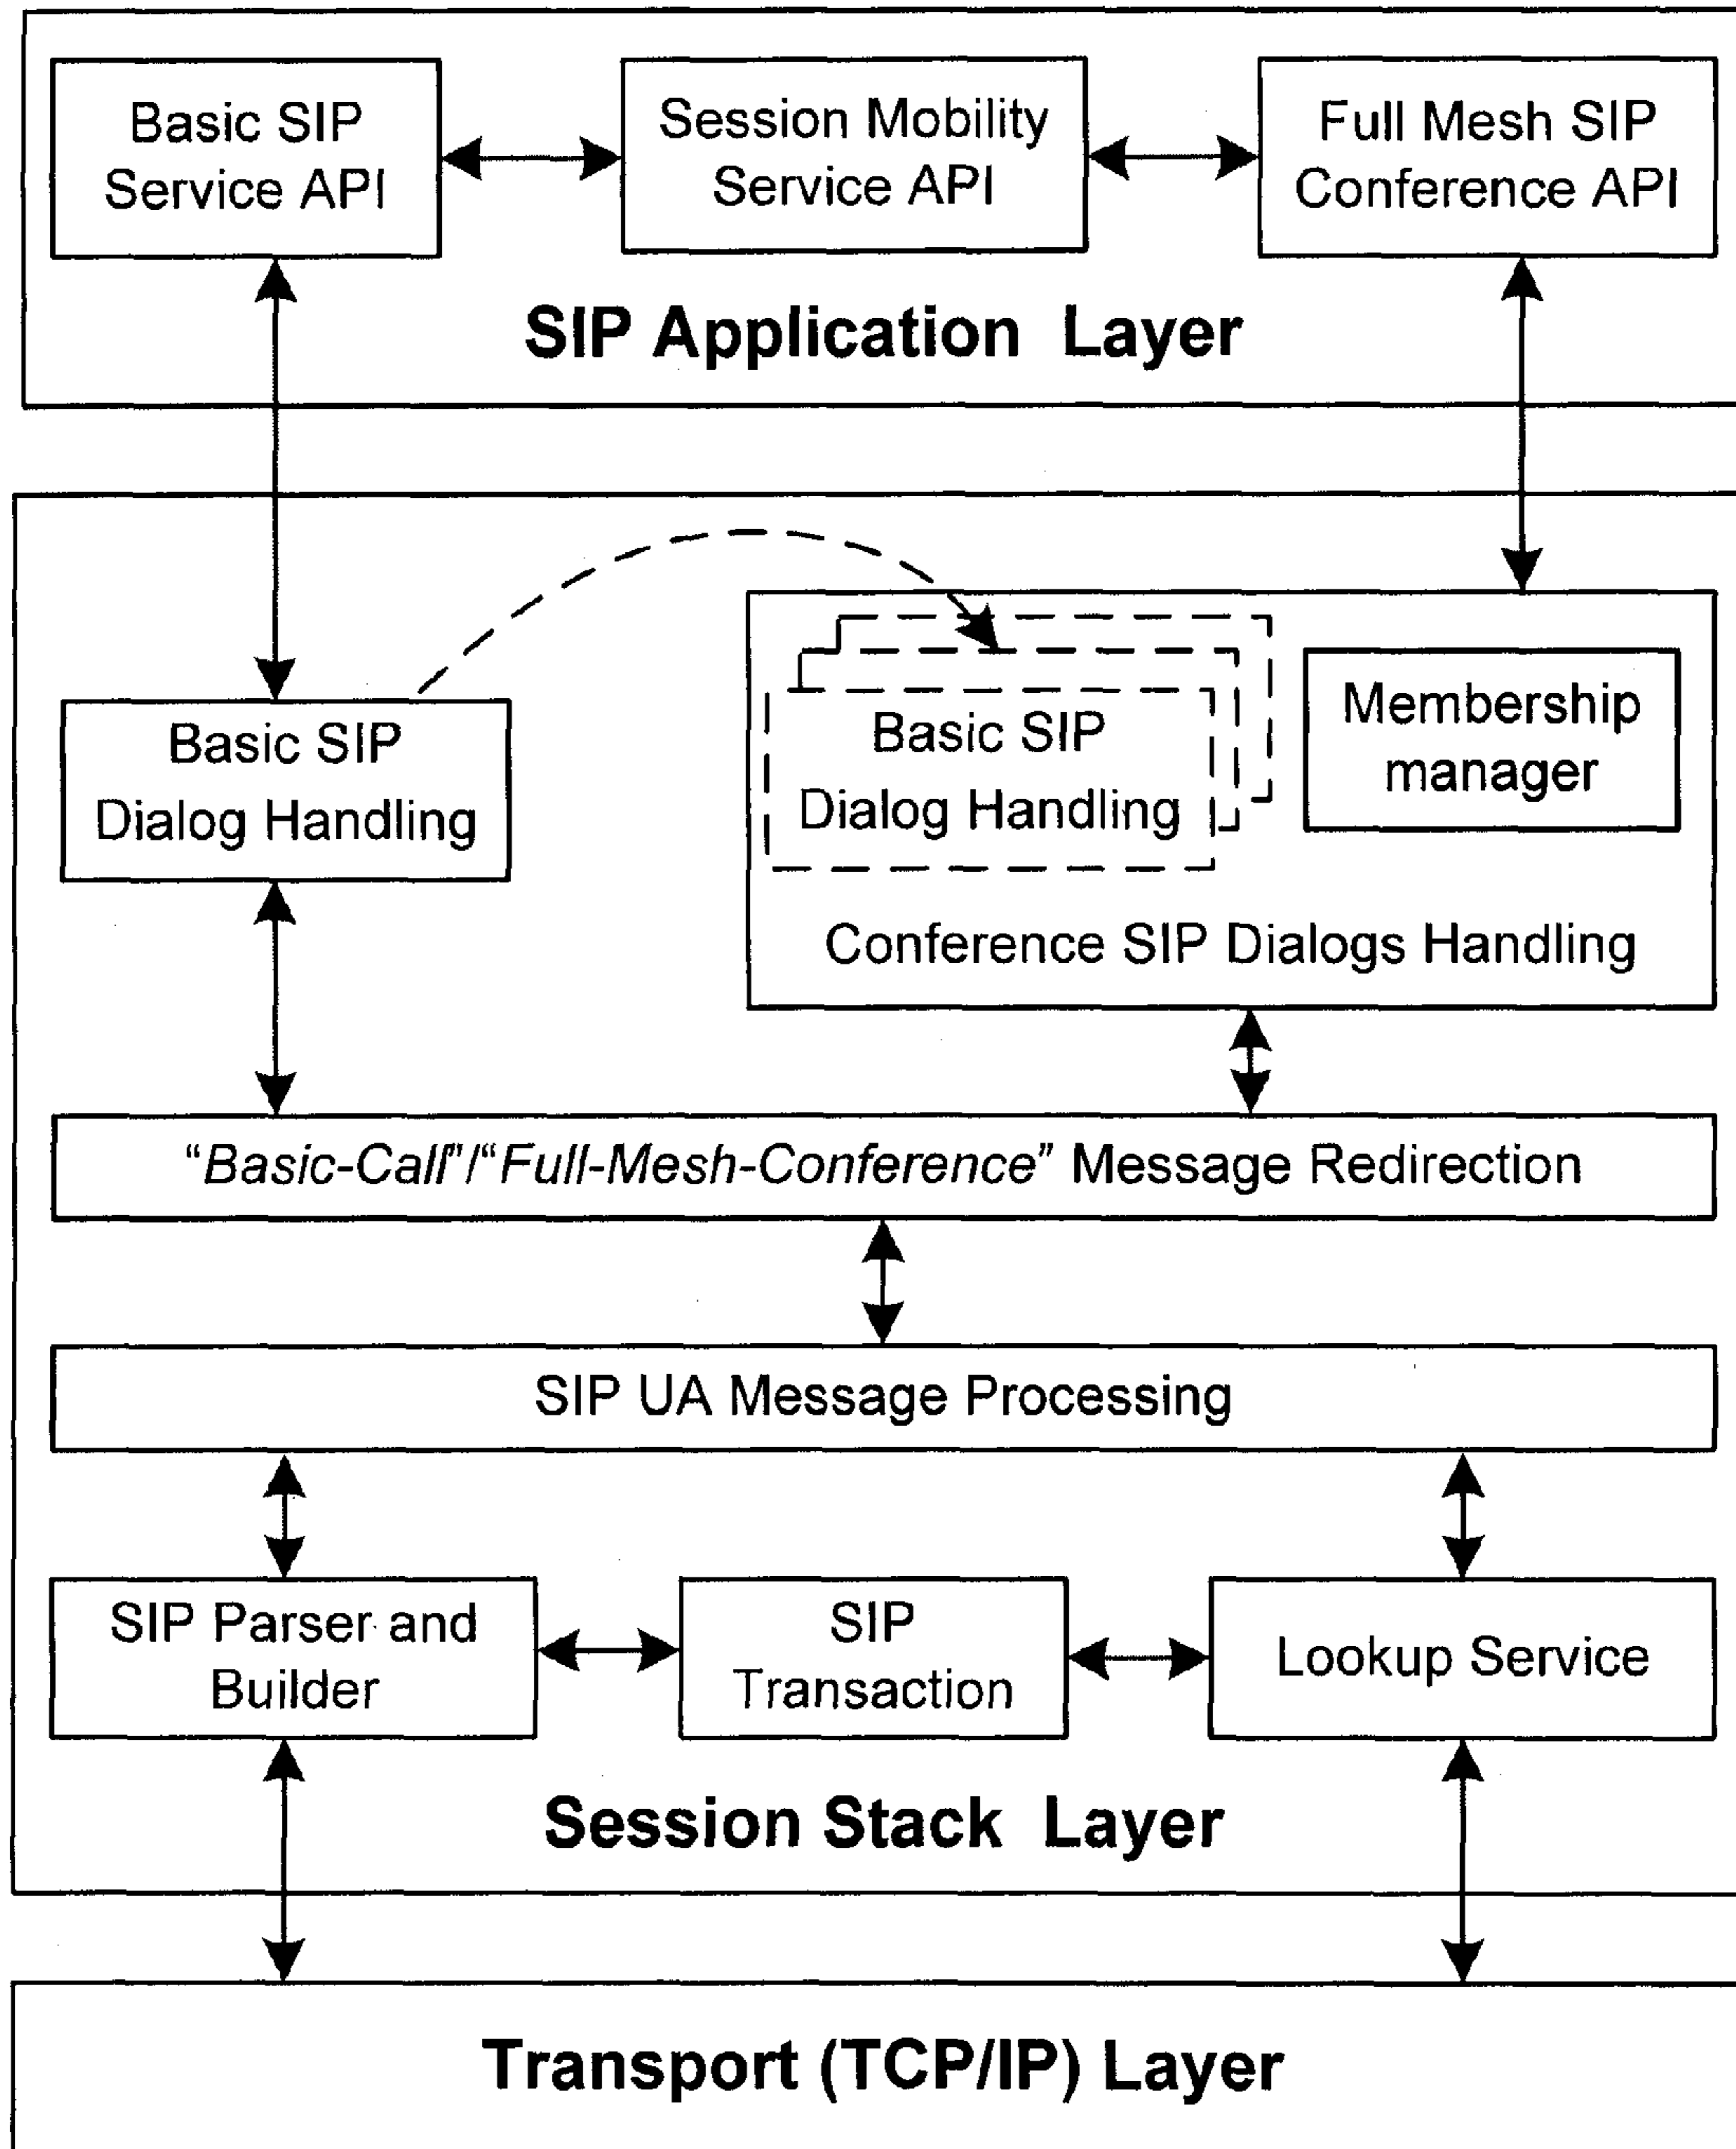 Basic SIP
Service API
Session Mobility
Service API
Full Mesh SIP
Conference API
SIP Application Layer
Basic SIP
Dialog Handling
Basic SIP
Dialog Handling
Membership
manager
Conference SIP Dialogs Handling
“Basic-Call”/“Full-Mesh-Conference” Message Redirection
SIP UA Message Processing
SIP Parser and
Builder
SIP
Transaction
Lookup Service
Session Stack Layer
Transport (TCP/IP) Layer